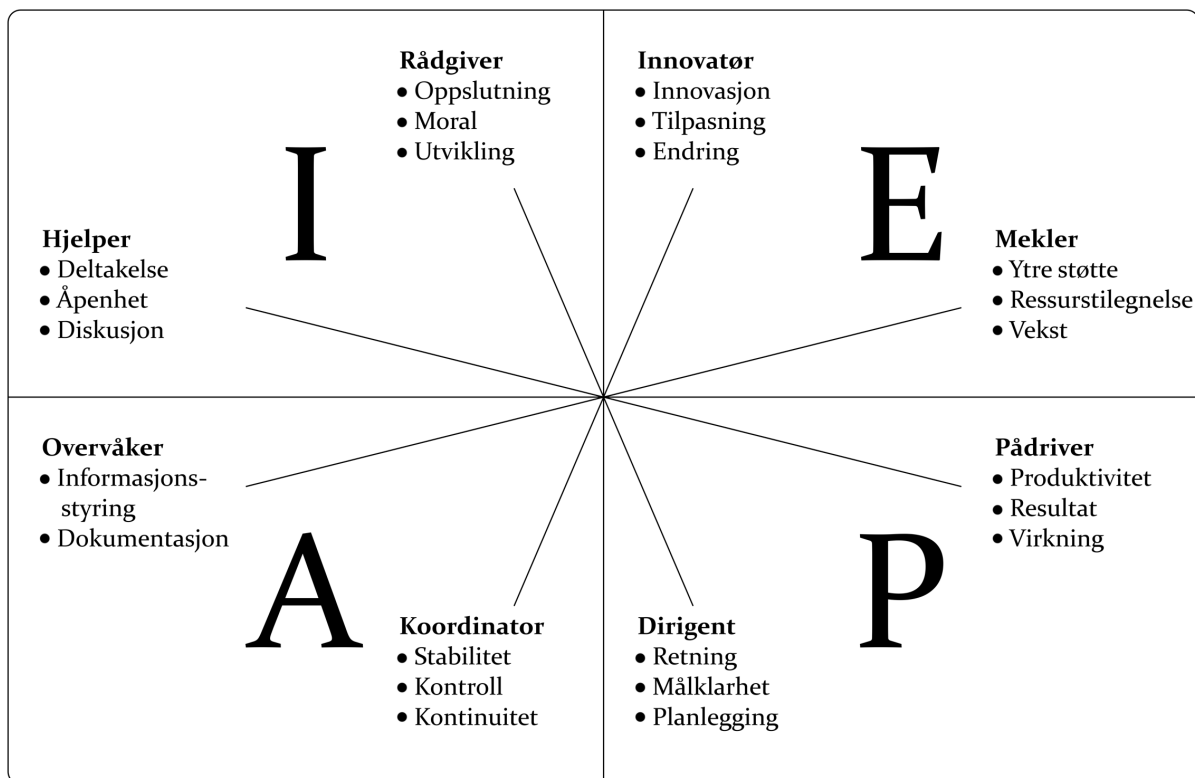 Rådgiver
• Oppslutning
• Moral
• Utvikling
Innovatør
• Innovasjon
• Tilpasning
• Endring
I
E
Hjelper
• Deltakelse
• Åpenhet
• Diskusjon
Mekler
• Ytre støtte
• Ressurstilegnelse
• Vekst
Overvåker
• Informasjons-
styring
• Dokumentasjon
Pådriver
• Produktivitet
• Resultat
• Virkning
A
P
Koordinator
• Stabilitet
• Kontroll
• Kontinuitet
Dirigent
• Retning
• Målklarhet
• Planlegging